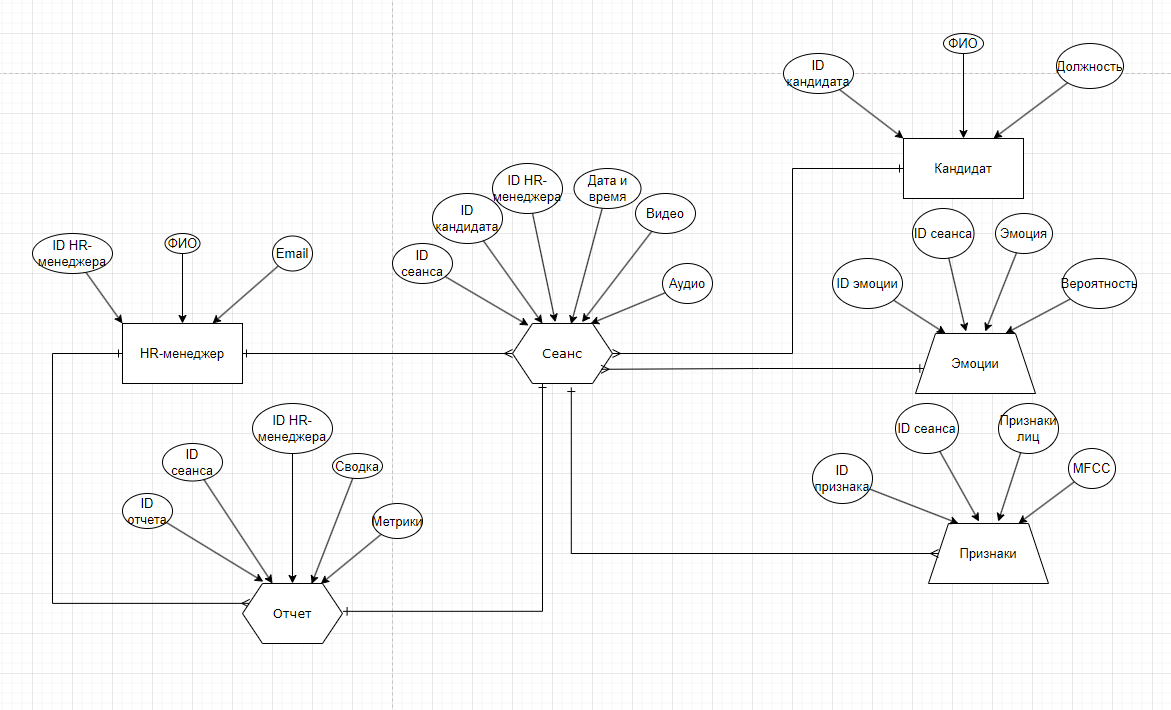 ФИО
ID
кандидата
Должность
Кандидат
ID HR-
менеджера
Дата и
время
ID
кандидата
Видео
ID
сеанса
Аудио
Сеанс
ID HR-
менеджера
ФИО
Email
HR-менеджер
ID сеанса
Эмоция
ID эмоции
Вероятность
Эмоции
ID HR-
менеджера
ID
сеанса
Сводка
ID
отчета
Метрики
Отчет
ID сеанса
Признаки
лиц
ID
признака
MFCC
Признаки